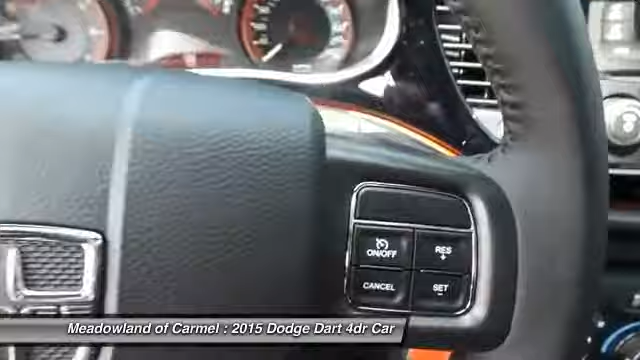 ON/OFF
RES
+
CANCEL
SET
-
Meadowland of Carmel : 2015 Dodge Dart 4dr Car